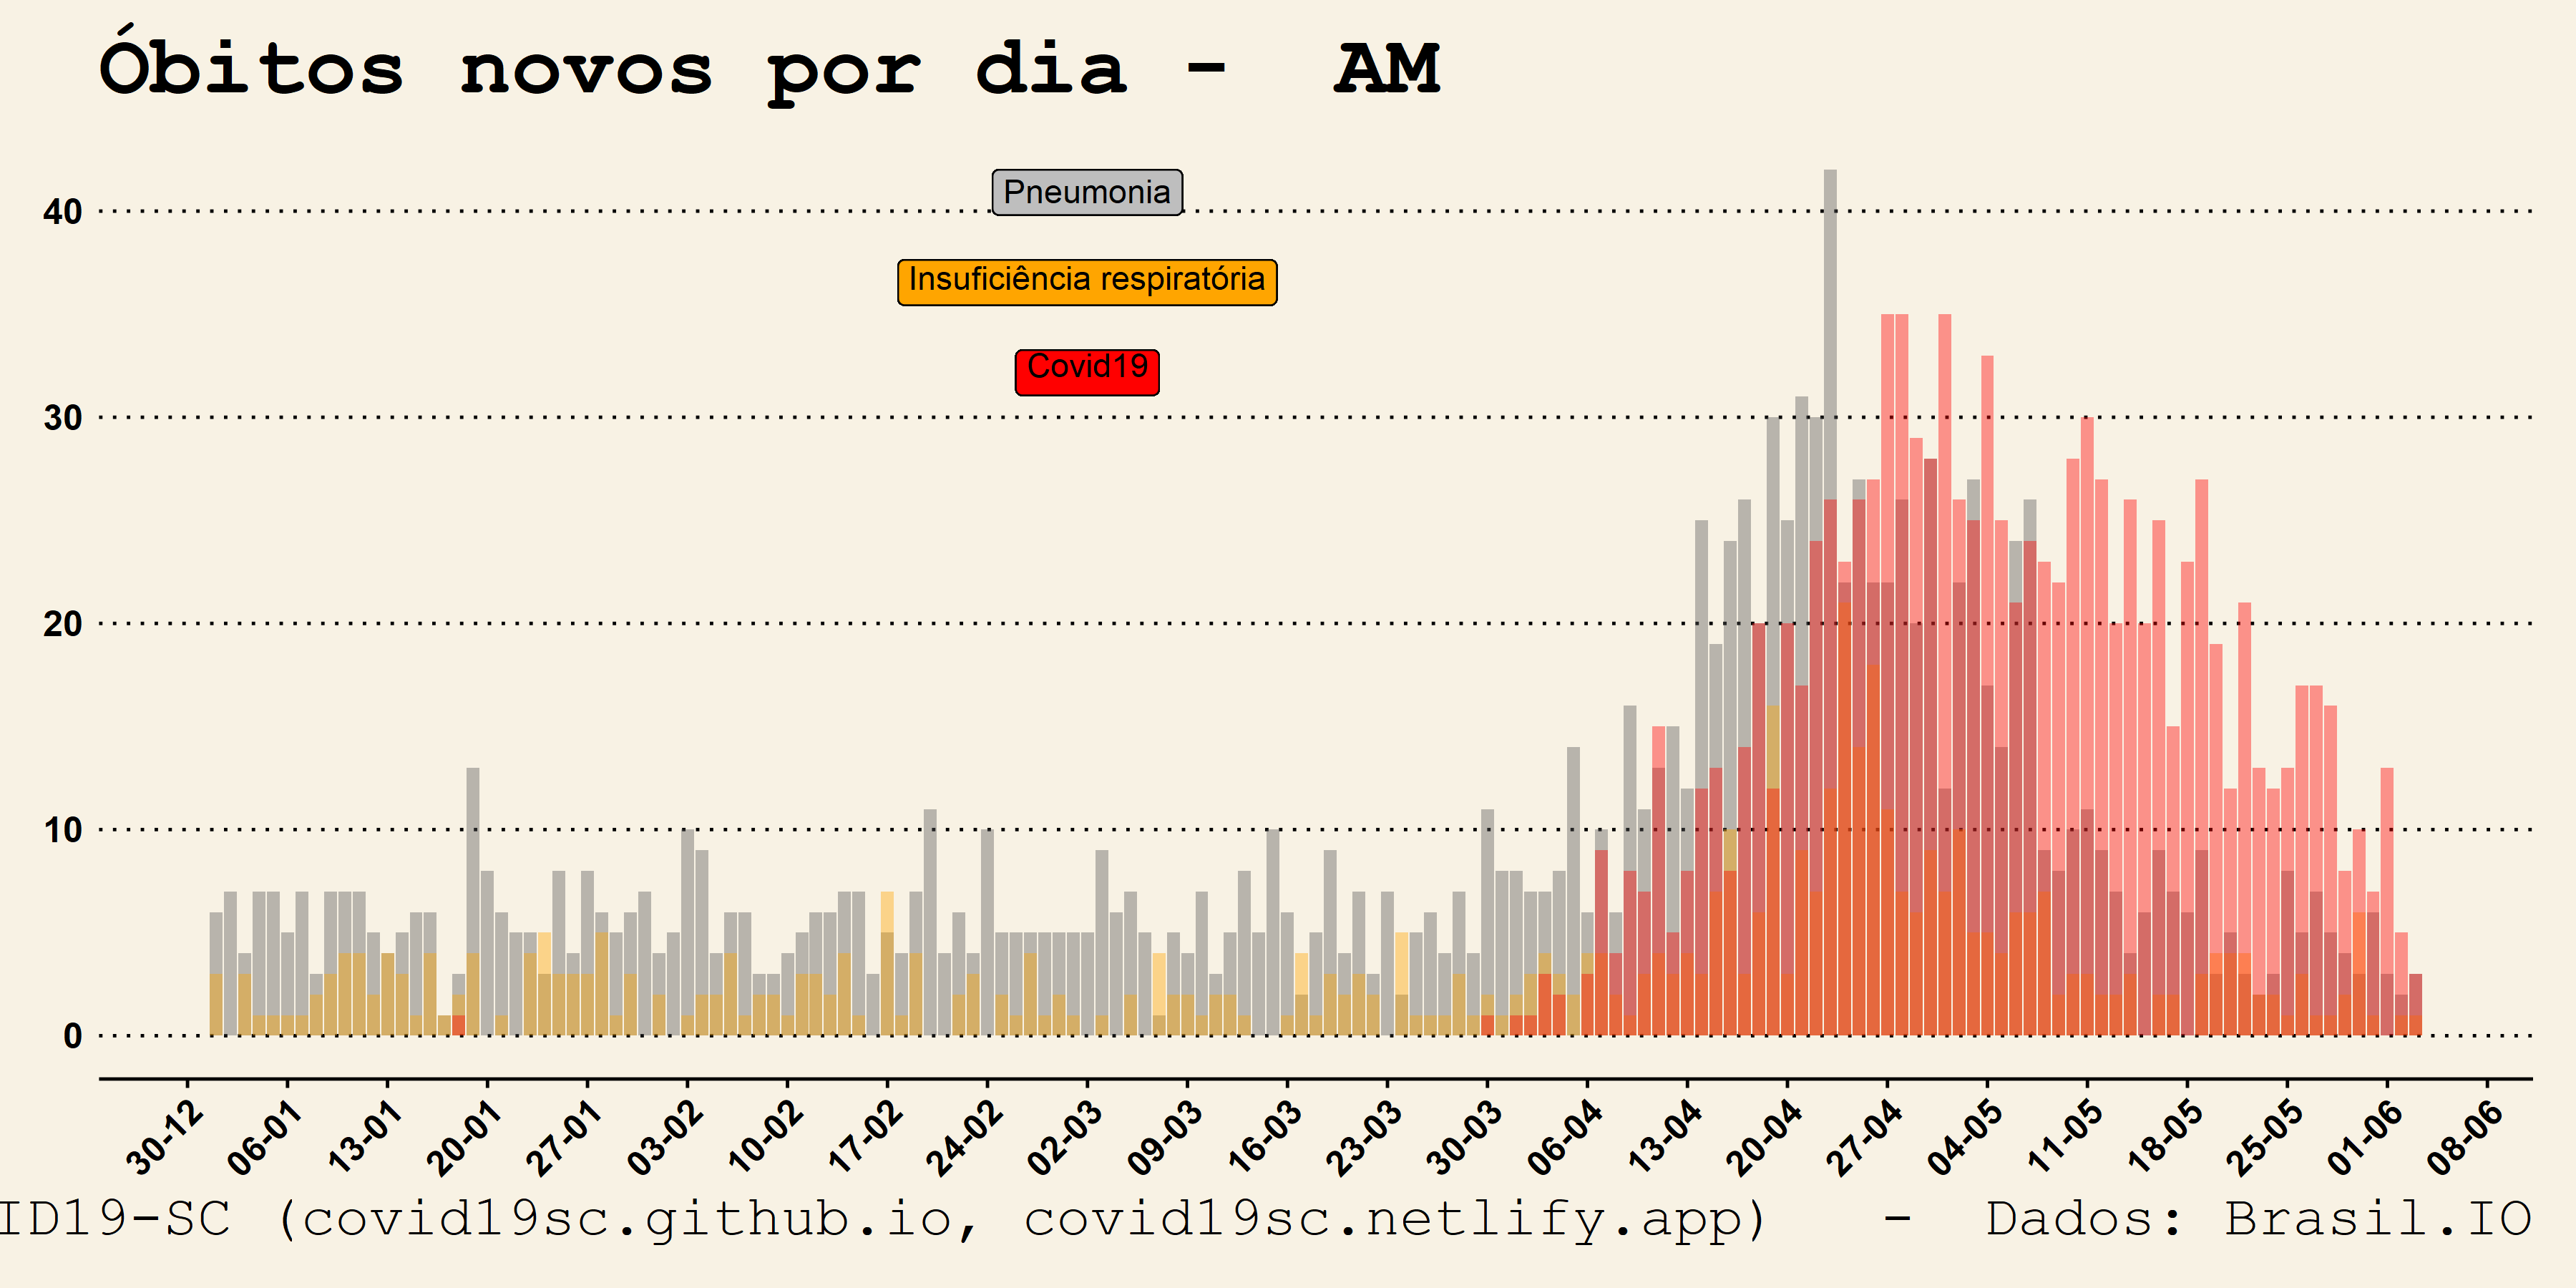 Óbitos novos por dia - AM
Pneumonia
Insuficiência respiratória
Covid19
40
30
20
10
0
30-12 06-01 13-01 20-01 27-01 03-02 10-02 17-02 24-02 02-03 09-03 16-03 23-03 30-03 06-04 13-04 20-04 27-04 04-05 11-05 18-05 25-05 01-06 08-06
ID19-SC (covid19sc.github.io, covid19sc.netlify.app) - Dados: Brasil.IO